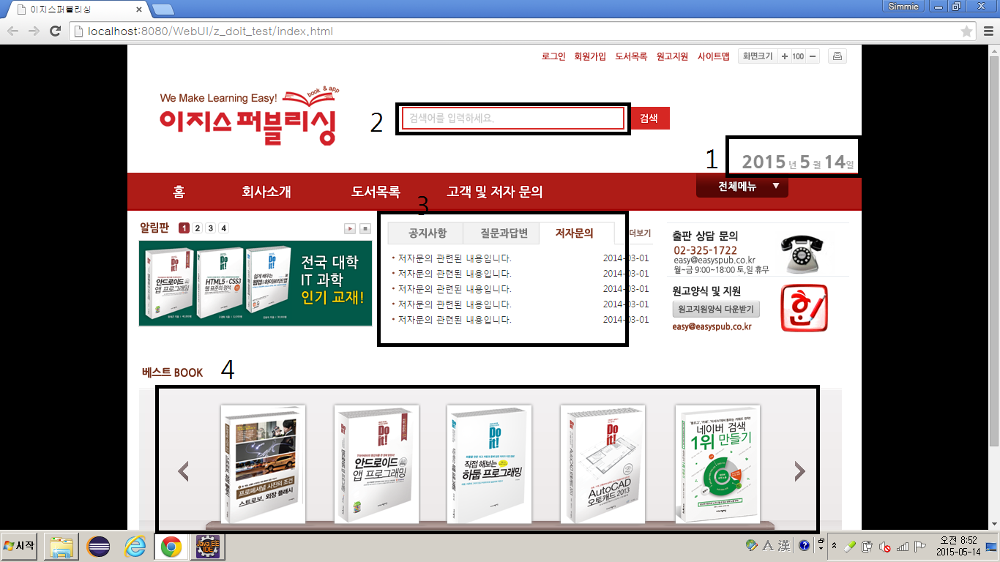 이지스퍼블리싱
Simmie
localhost:8080/WebUI/z_doit_test/index.html
로그인 회원가입 도서목록 원고지원 사이트맵 화면크기 + 100 −
We Make Learning Easy! book & app
이지스퍼블리싱
2
검색어를 입력하세요. 검색
1
2015 년 5 월 14일
홈 회사소개 도서목록 고객 및 저자 문의 전체메뉴 ▼
3
알림판 1 2 3 4
전국 대학
IT 과학
인기 교재!
Do it!
안드로이드
앱 프로그래밍
Do it!
HTML5+CSS3
웹 표준의 정석
Do it!
쉽게 배우는
웹앱&하이브리드앱
공지사항 질문과답변 저자문의 더보기
• 저자문의 관련된 내용입니다. 2014-03-01
• 저자문의 관련된 내용입니다. 2014-03-01
• 저자문의 관련된 내용입니다. 2014-03-01
• 저자문의 관련된 내용입니다. 2014-03-01
• 저자문의 관련된 내용입니다. 2014-03-01
출판 상담 문의
02-325-1722
easy@easyspub.co.kr
월~금 9:00~18:00 토,일 휴무
원고양식 및 지원
원고지원양식 다운받기
easy@easyspub.co.kr
한
베스트 BOOK
4
프로페셔널 사진의 조건
스트로보, 외장 플래시
Do it!
안드로이드
앱 프로그래밍
Do it!
직접 해보는
하둡 프로그래밍
Do it!
AutoCAD
오토캐드 2013
네이버 검색
1위 만들기
시작
Java EE
IDE
A 漢
오전 8:52
2015-05-14